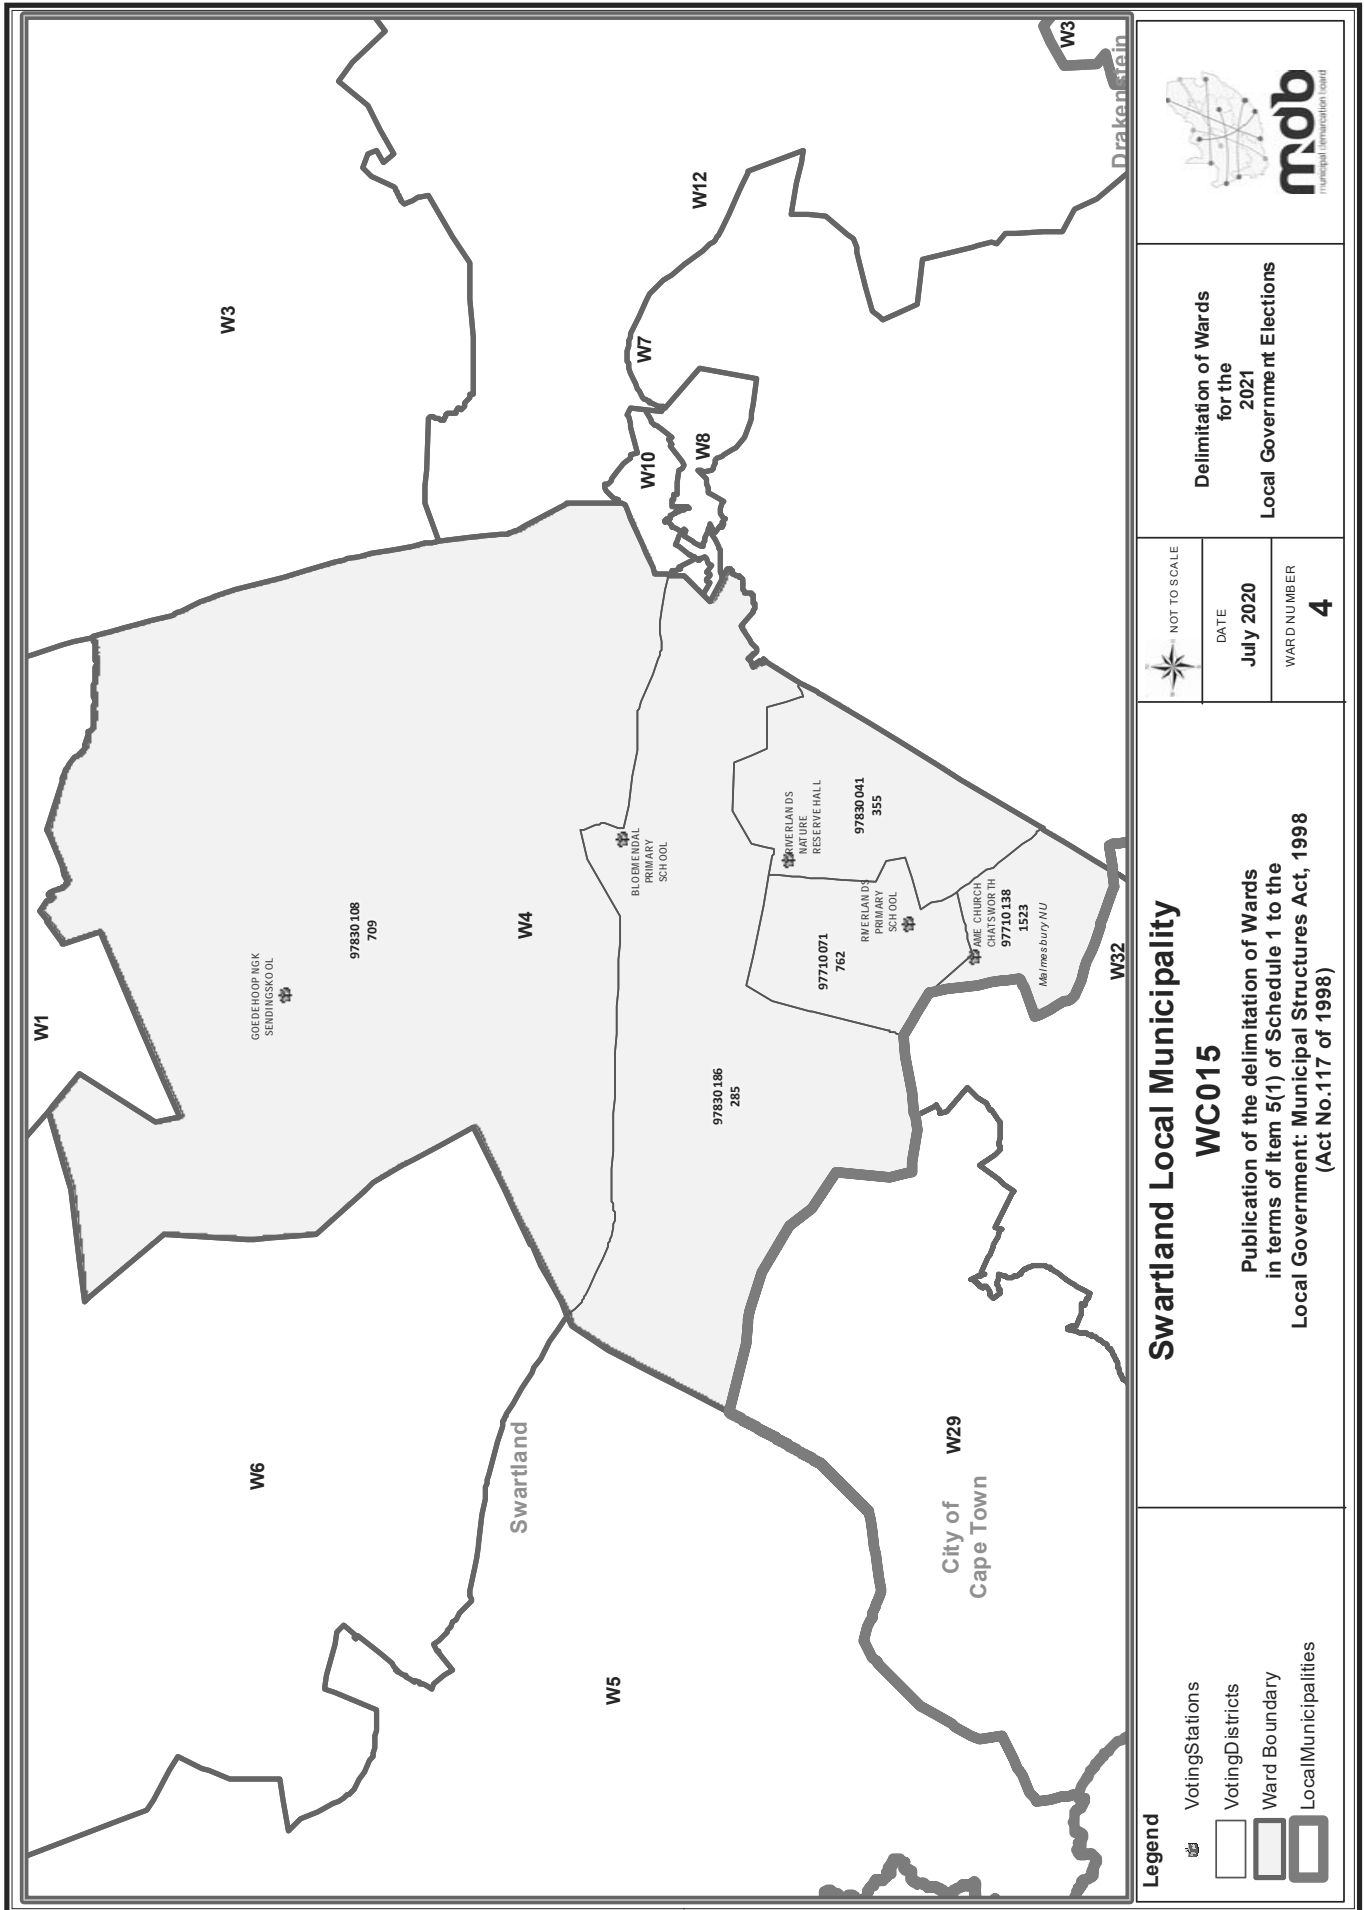 W1
W3
GOEDEHOOP NGK
SENDINGSKOOL
97830108
709
W6
W4
Swartland
W12
W7
W10
W8
BLOEMENDAL
PRIMARY
SCHOOL
W5
97830186
285
RIVERLANDS
NATURE
RESERVE HALL
97830041
355
97710071
762
RIVERLANDS
PRIMARY
SCHOOL
AME CHURCH
CHATSWORTH
97710138
1523
Malmesbury NU
W29
City of
Cape Town
W32
W3
Drakenstein
Legend
VotingStations
VotingDistricts
Ward Boundary
LocalMunicipalities
Swartland Local Municipality
WC015
Publication of the delimitation of Wards
in terms of Item 5(1) of Schedule 1 to the
Local Government: Municipal Structures Act, 1998
(Act No.117 of 1998)
NOT TO SCALE
DATE
July 2020
WARD NUMBER
4
Delimitation of Wards
for the
2021
Local Government Elections
mdb
municipal demarcation board